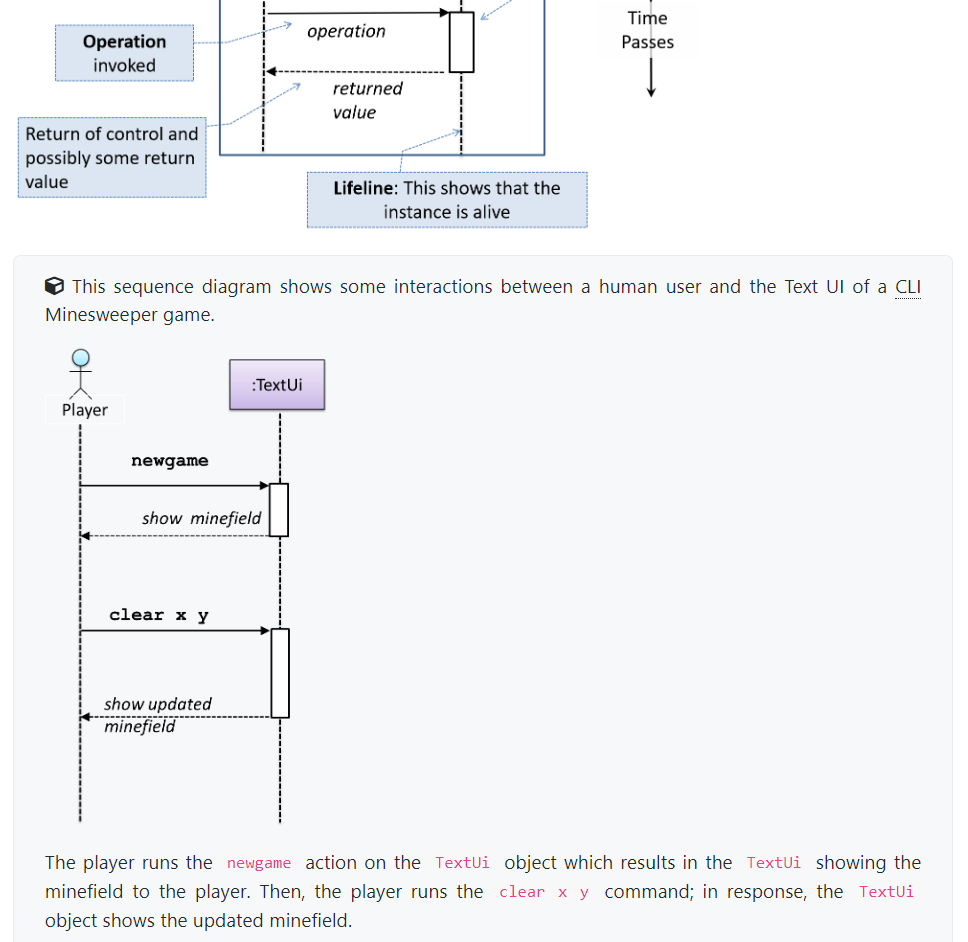 operation
Time
Passes
Operation
invoked
returned
value
Return of control and
possibly some return
value
Lifeline: This shows that the
instance is alive
This sequence diagram shows some interactions between a human user and the Text UI of a CLI
Minesweeper game.
:TextUi
Player
newgame
show minefield
clear x y
show updated
minefield
The player runs the newgame action on the TextUi object which results in the TextUi showing the
minefield to the player. Then, the player runs the clear x y command; in response, the TextUi
object shows the updated minefield.